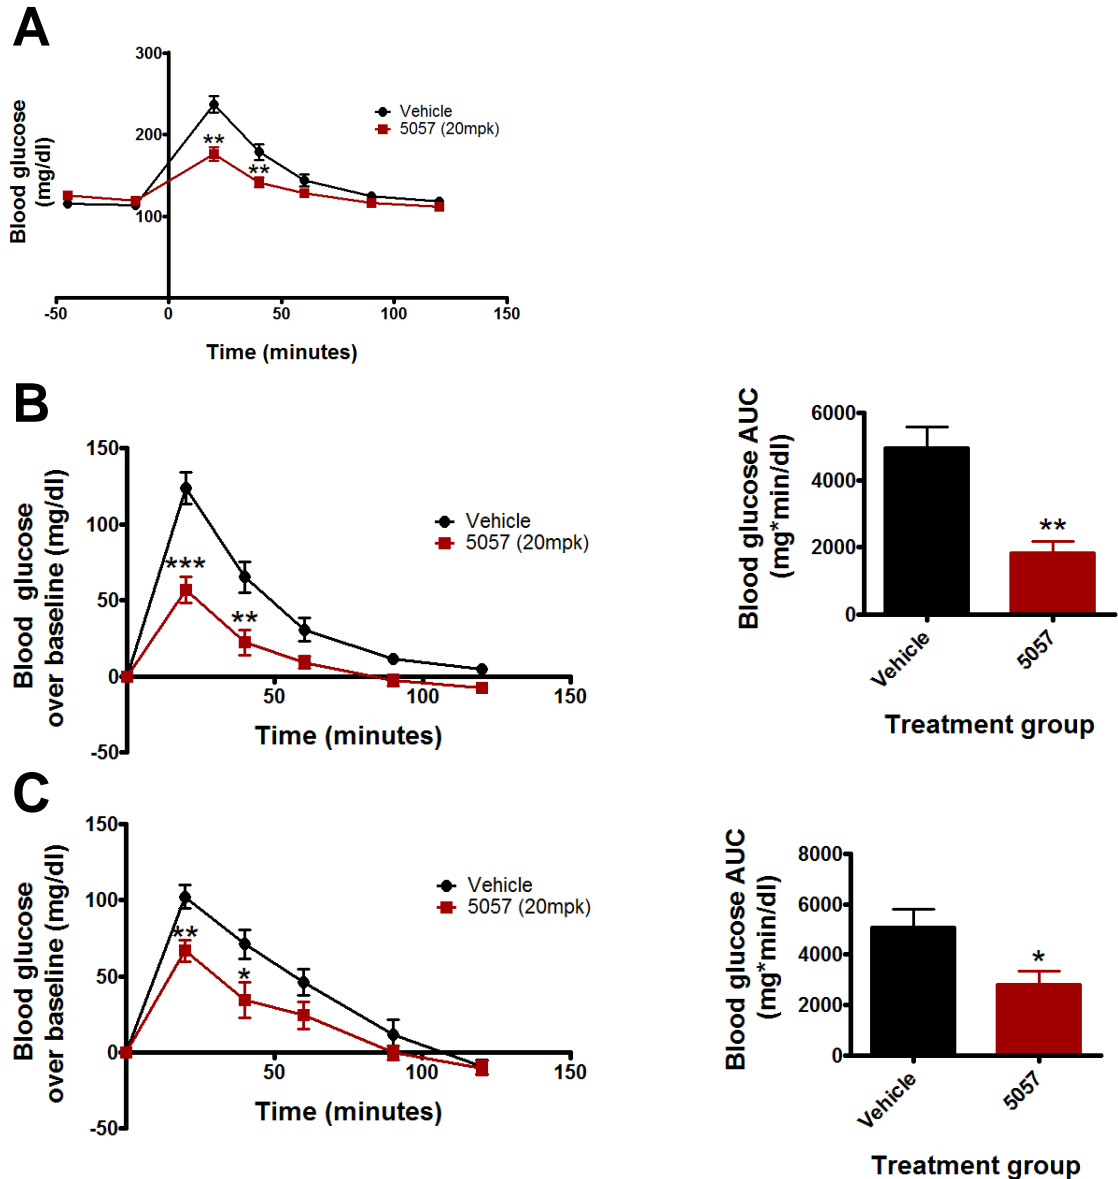 A
300
200
100
Blood glucose
(mg/dl)
Vehicle
5057 (20mpk)
**
**
-50
0
50
100
150
Time (minutes)
B
150
100
50
0
-50
Blood glucose
over baseline (mg/dl)
Vehicle
5057 (20mpk)
***
**
50
100
150
Time (minutes)
6000
4000
2000
0
Blood glucose AUC
(mg*min/dl)
**
Vehicle
5057
Treatment group
C
150
100
50
0
-50
Blood glucose
over baseline (mg/dl)
Vehicle
5057 (20mpk)
**
*
50
100
150
Time (minutes)
8000
6000
4000
2000
0
Blood glucose AUC
(mg*min/dl)
*
Vehicle
5057
Treatment group